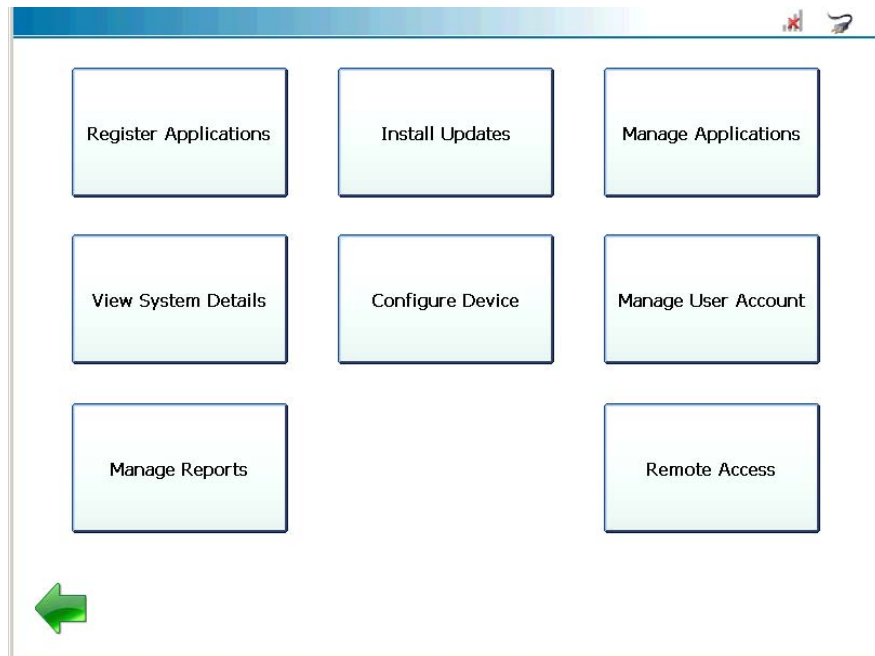 Register Applications
Install Updates
Manage Applications
View System Details
Configure Device
Manage User Account
Manage Reports
Remote Access